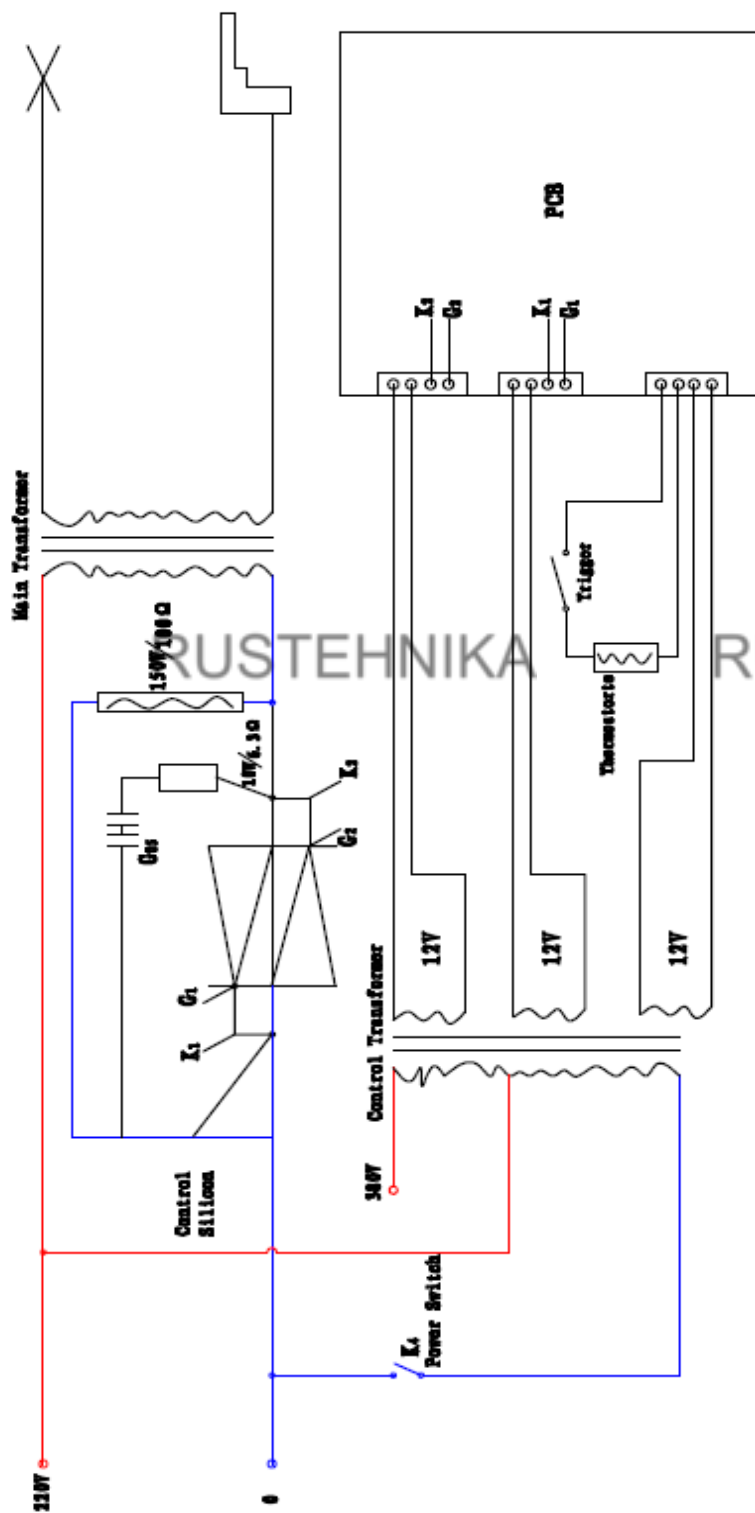 Main Transformer
150W/100Ω
10W/6.3Ω
K2
G2
G1
K1
Control
Silicon
220V
0
PCB
K2
G2
K1
G1
Trigger
Thermostorte
12V
12V
12V
Control Transformer
380V
K4
Power Switch
RUSTEHNIKA R